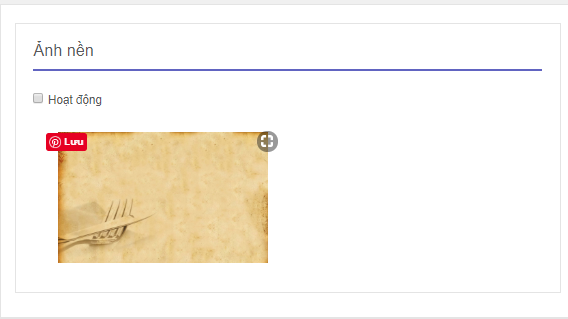 Ảnh nền
Hoạt động
Lưu